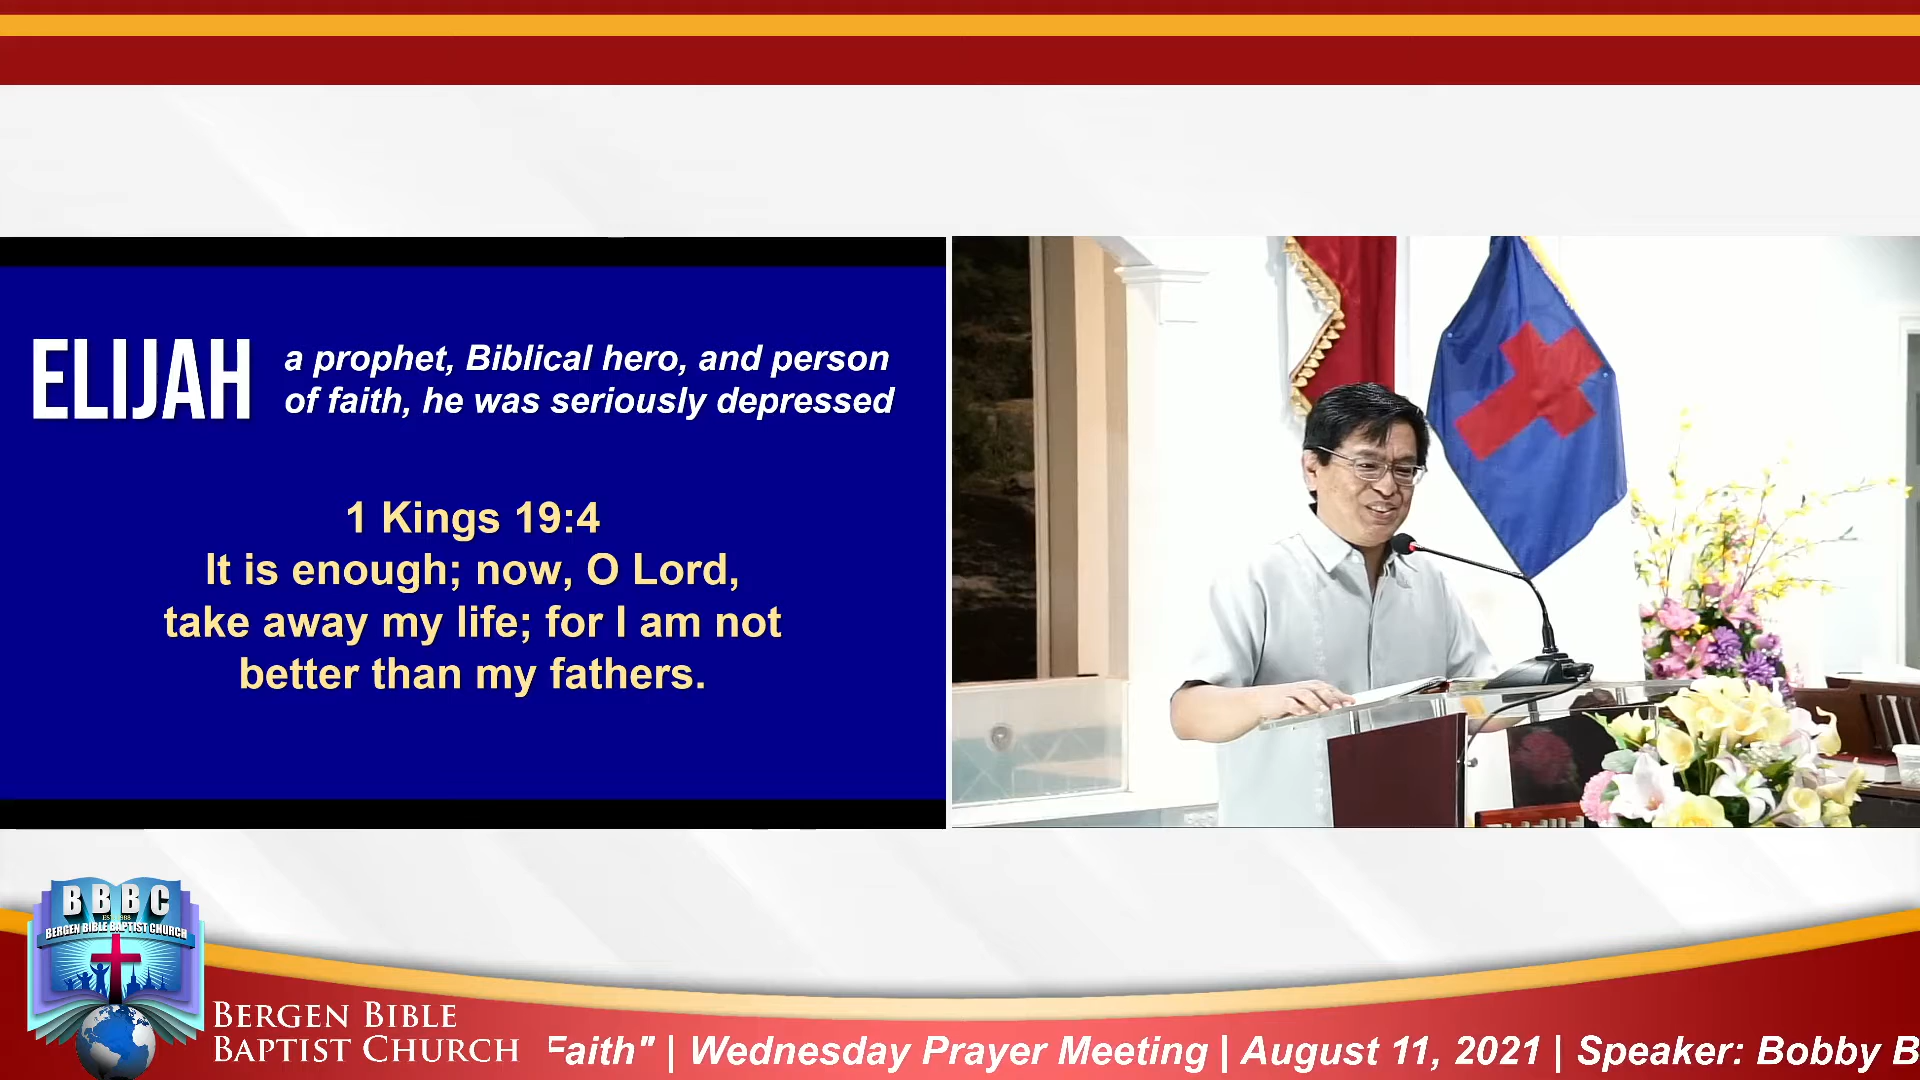 ELIJAH
a prophet, Biblical hero, and person
of faith, he was seriously depressed
1 Kings 19:4
It is enough; now, O Lord,
take away my life; for I am not
better than my fathers.
BBBC
BERGEN BIBLE BAPTIST CHURCH
BERGEN BIBLE
BAPTIST CHURCH
Faith" | Wednesday Prayer Meeting | August 11, 2021 | Speaker: Bobby B